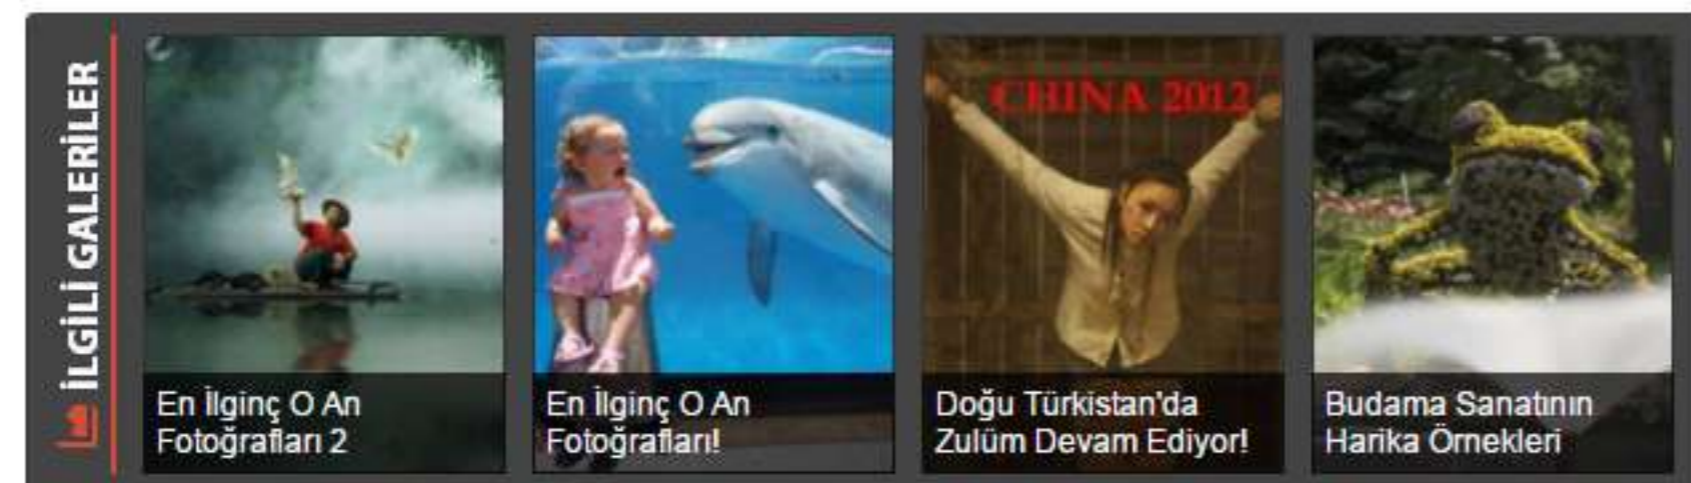 İLGİLİ GALERİLER
En İlginç O An
Fotoğrafları 2
En İlginç O An
Fotoğrafları!
CHINA 2012
Doğu Türkistan'da
Zulüm Devam Ediyor!
Budama Sanatının
Harika Örnekleri